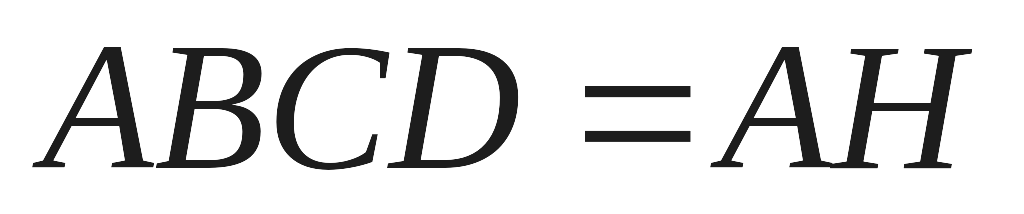 ABCD = AH